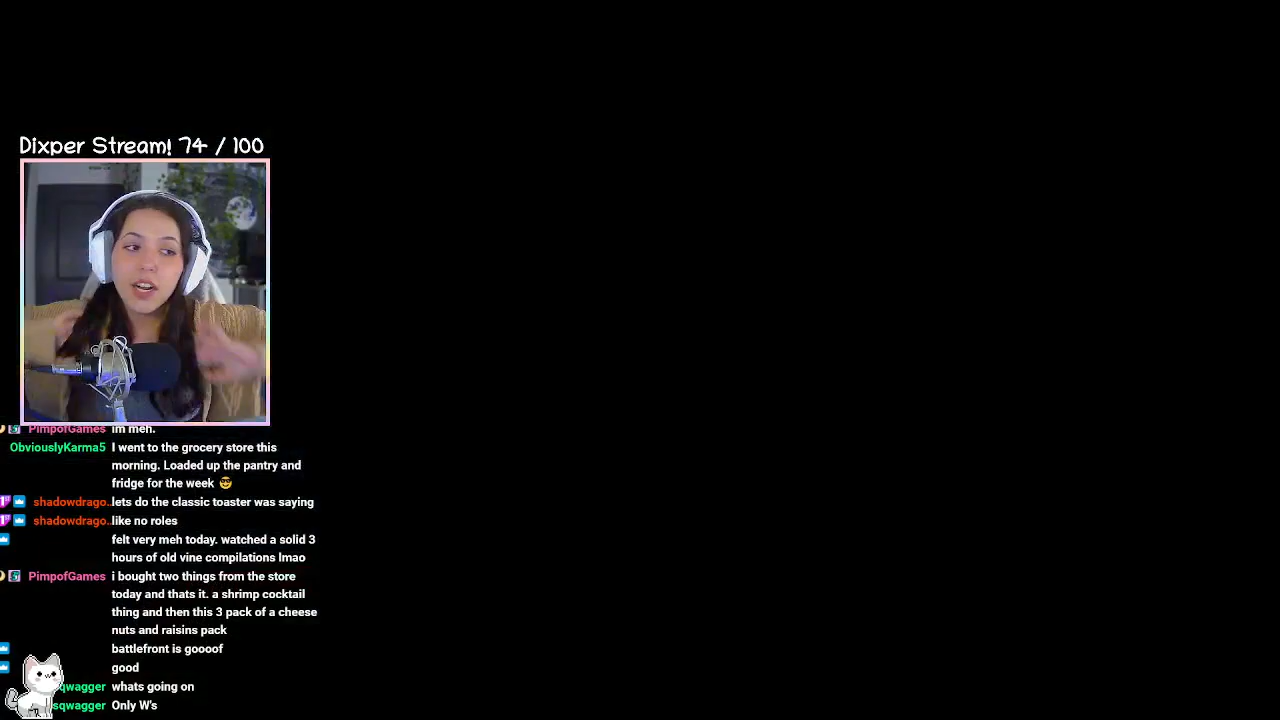 Dixper Stream! 74 / 100
PimpofGames im meh.
ObviouslyKarma5 I went to the grocery store this
morning. Loaded up the pantry and
fridge for the week 😎
shadowdrago.. lets do the classic toaster was saying
shadowdrago.. like no roles
felt very meh today. watched a solid 3
hours of old vine compilations lmao
PimpofGames i bought two things from the store
today and thats it. a shrimp cocktail
thing and then this 3 pack of a cheese
nuts and raisins pack
battlefront is goooof
good
qwagger whats going on
sqwagger Only W's